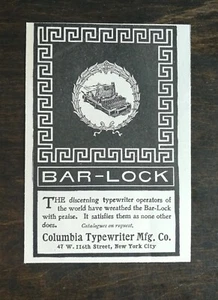 BAR-LOCK
THE discerning typewriter operators of
the world have wreathed the Bar-Lock
with praise. It satisfies them as none other
does. Catalogues on request.
Columbia Typewriter Mfg. Co.
47 W. 116th Street, New York City